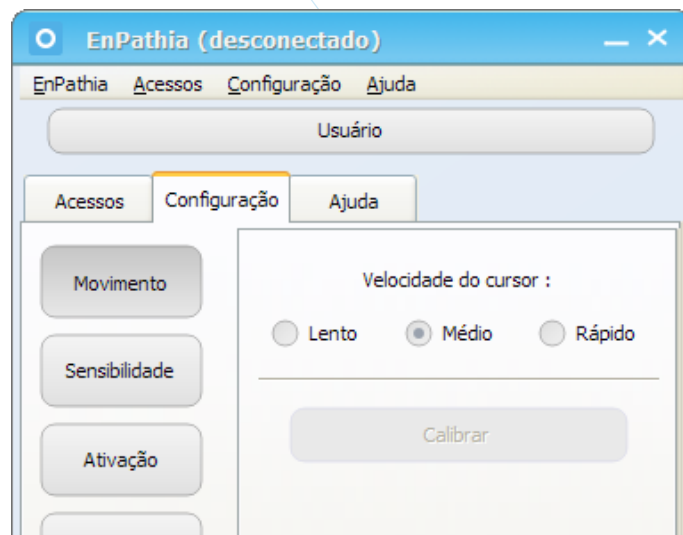 EnPathia (desconectado)
EnPathia Acessos Configuração Ajuda
Usuário
Acessos Configuração Ajuda
Movimento
Velocidade do cursor :
Lento Médio Rápido
Sensibilidade
Calibrar
Ativação